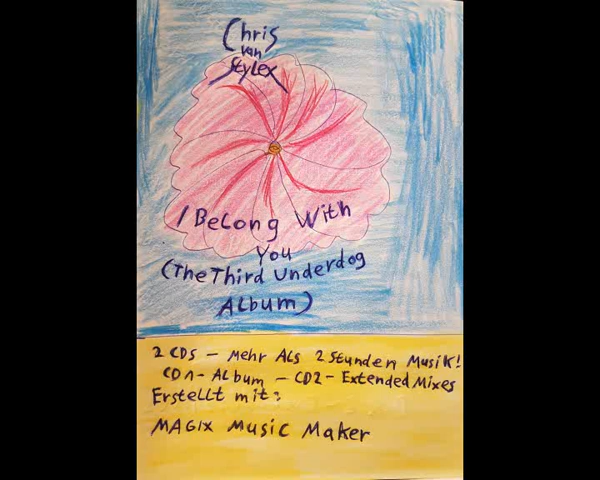 Chris
van
Stylex
I Belong With
You
(The Third Underdog
Album)
2 CDs - Mehr Als 2 Stunden Musik!
CD1 - Album - CD2 - Extended Mixes
Erstellt mit:
MAGIX Music Maker